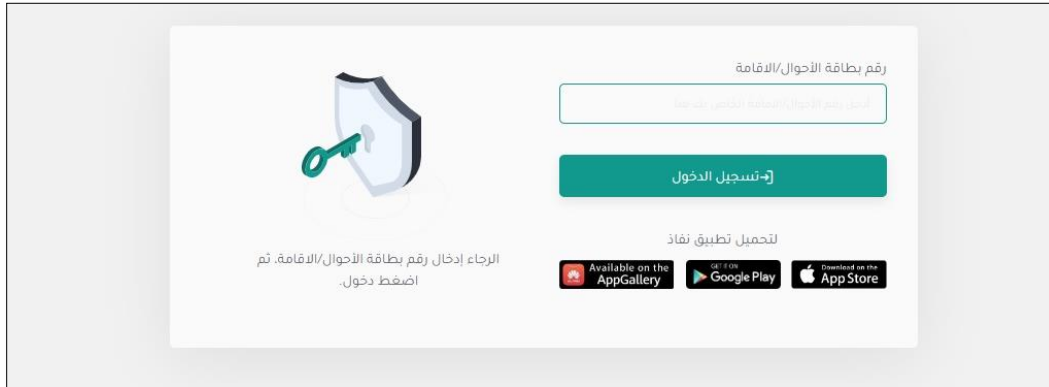 رقم بطاقة الأحوال/الاقامة
تسجيل الدخول
لتحميل تطبيق نفاذ
Available on the
AppGallery
GET IT ON
Google Play
Download on the
App Store
الرجاء إدخال رقم بطاقة الأحوال/الاقامة، ثم
اضغط دخول.